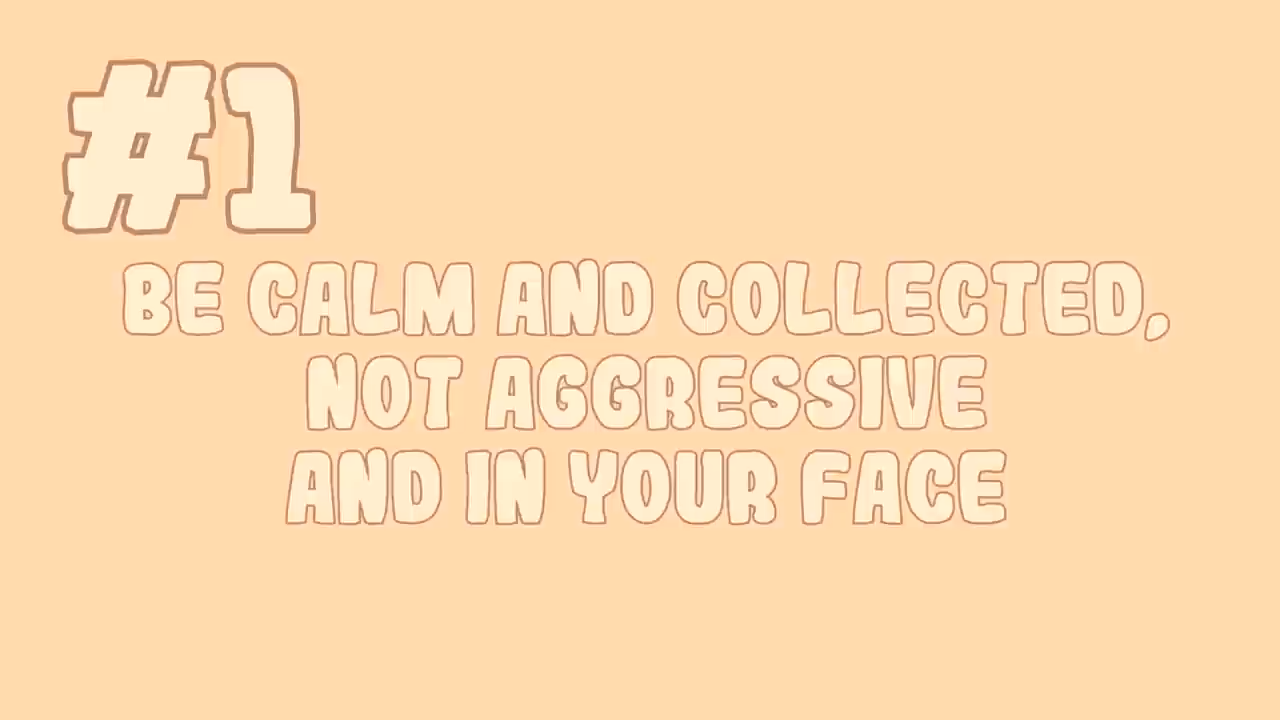 #1
BE CALM AND COLLECTED,
NOT AGGRESSIVE
AND IN YOUR FACE